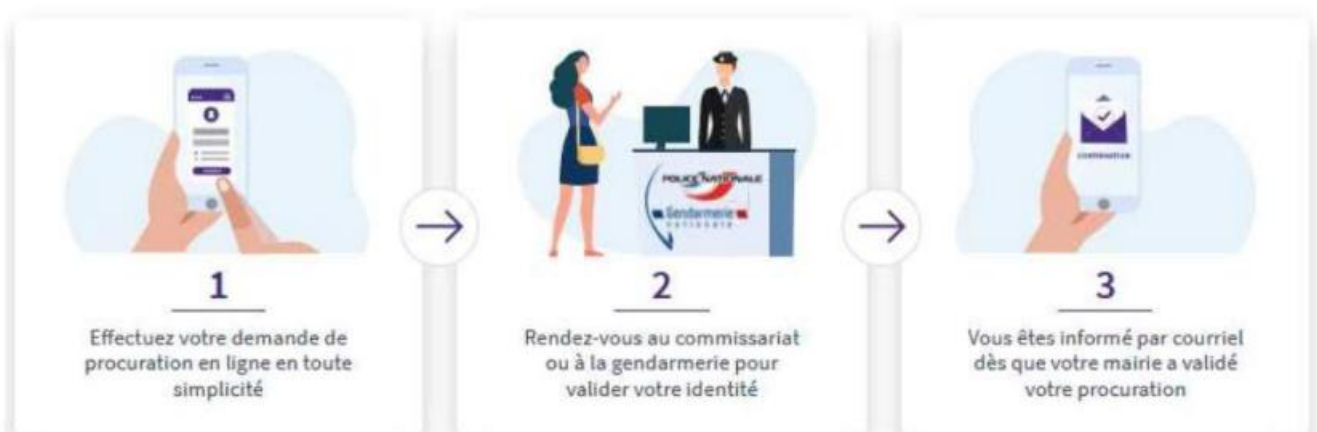 1
Effectuez votre demande de
procuration en ligne en toute
simplicité
POLICE NATIONALE
Gendarmerie
nationale
2
Rendez-vous au commissariat
ou à la gendarmerie pour
valider votre identité
3
Vous êtes informé par courriel
dès que votre mairie a validé
votre procuration